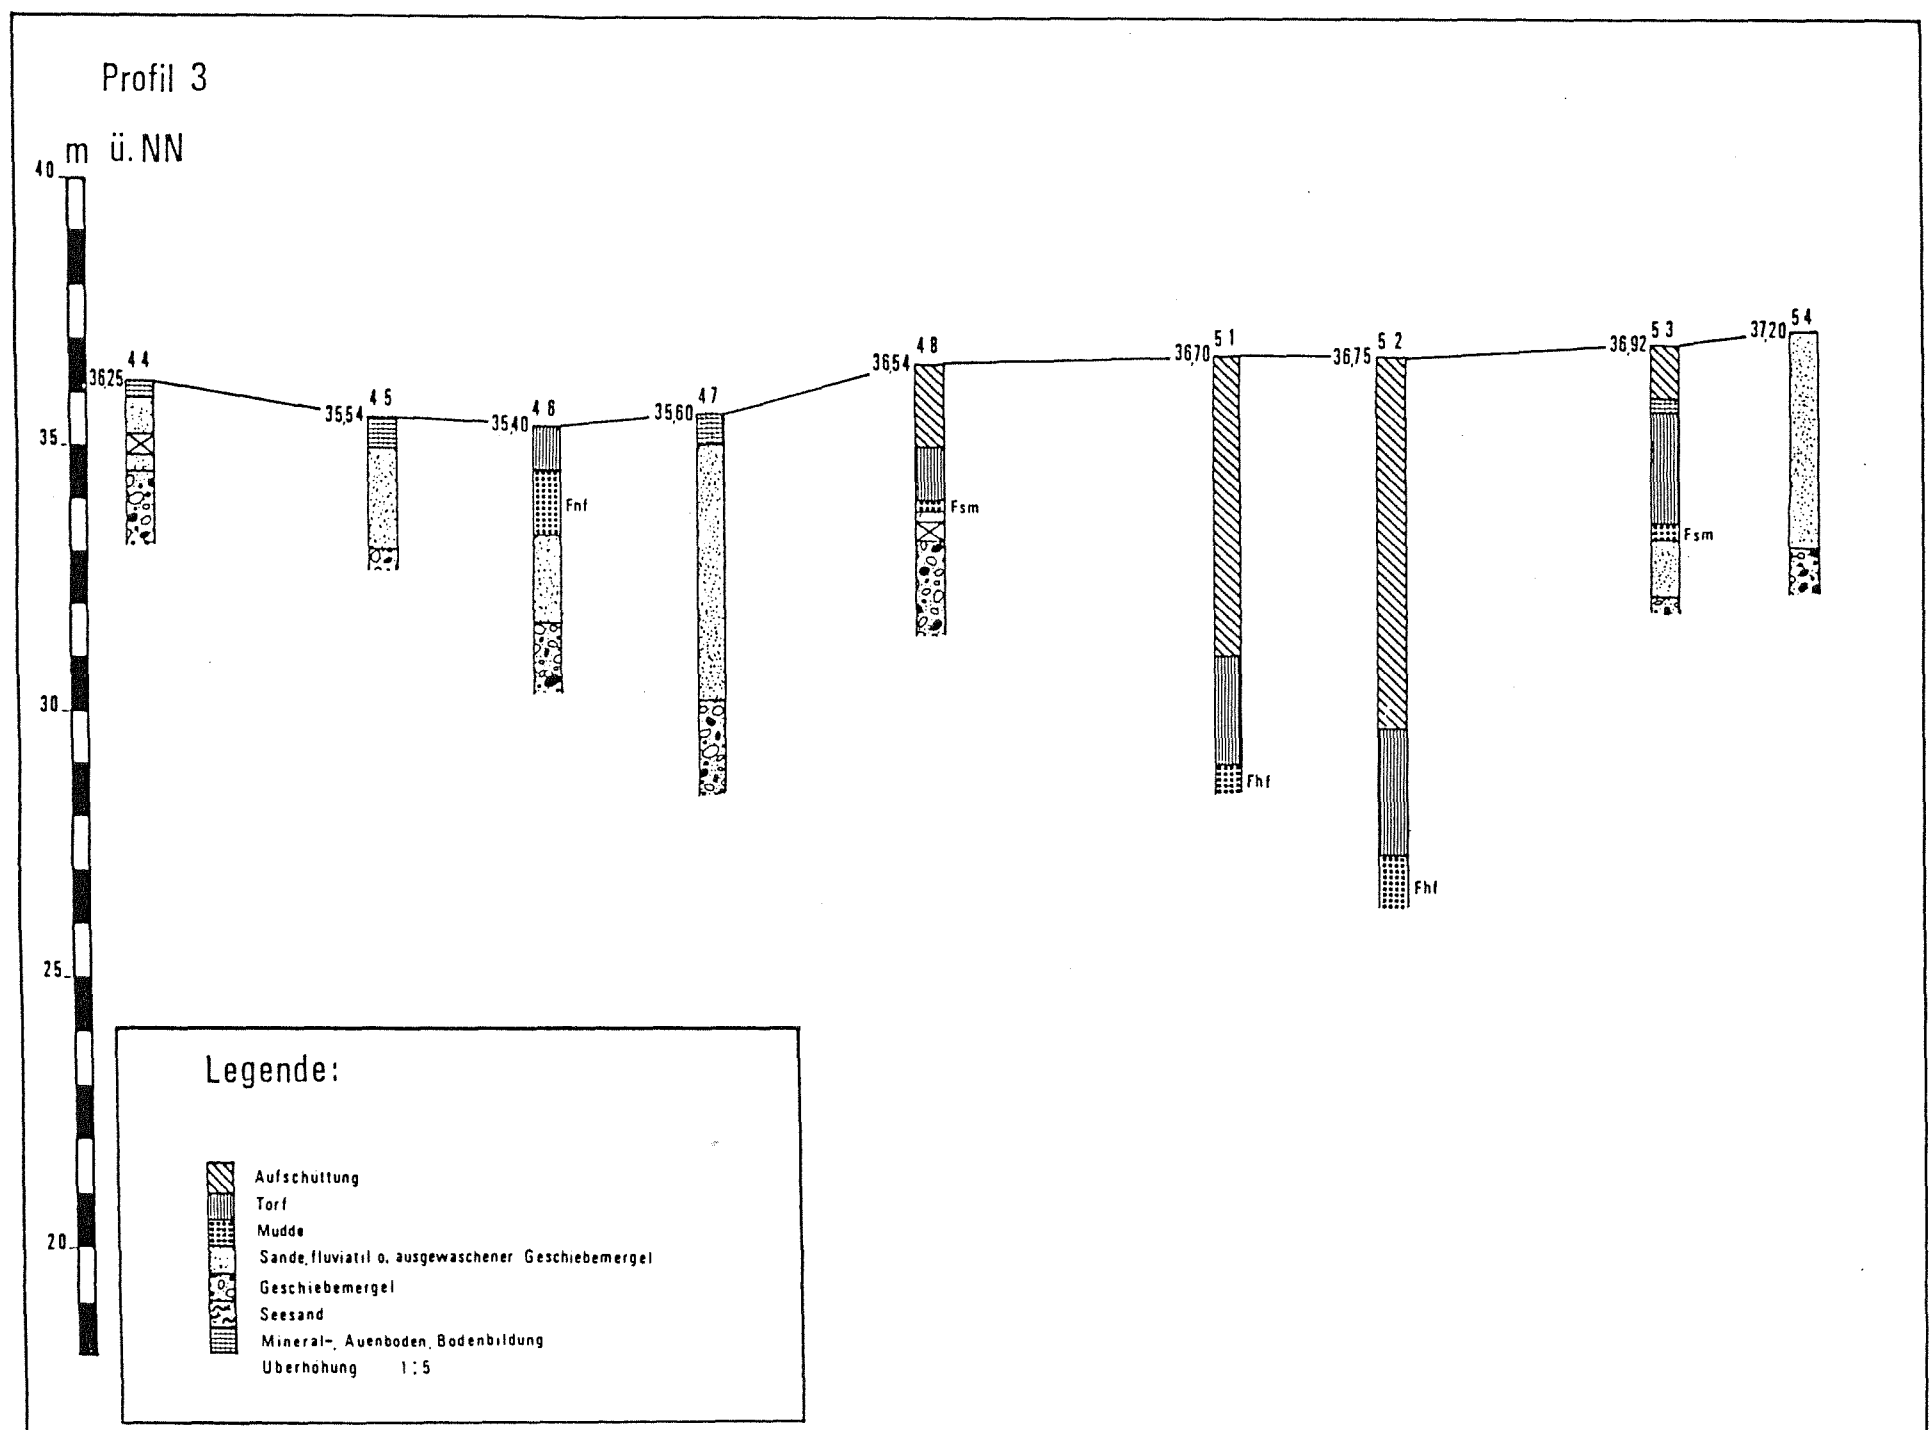 Profil 3
m ü. NN
40
35
30
25
20
44
36,25
45
35,54
46
35,40
Fnf
47
35,60
48
36,54
Fsm
51
36,70
Fhf
52
36,75
Fhf
53
36,92
Fsm
54
37,20
Legende:
Aufschüttung
Torf
Mudde
Sande, fluviatil o. ausgewaschener Geschiebemergel
Geschiebemergel
Seesand
Mineral-, Auenboden, Bodenbildung
Überhöhung 1:5